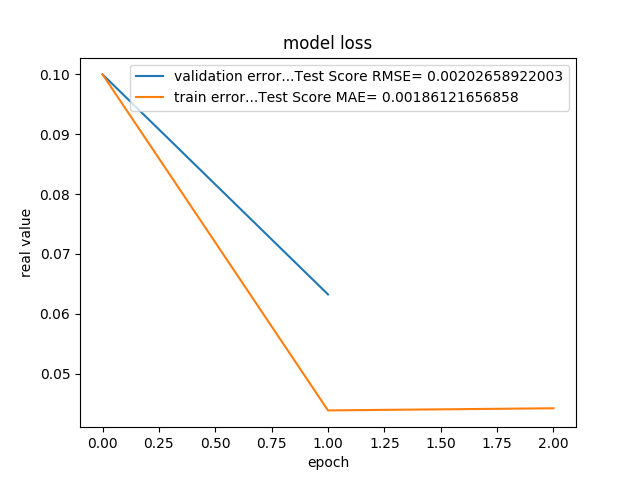 model loss
validation error...Test Score RMSE= 0.00202658922003
train error...Test Score MAE= 0.00186121656858
0.10
0.09
0.08
0.07
0.06
0.05
real value
0.00 0.25 0.50 0.75 1.00 1.25 1.50 1.75 2.00
epoch